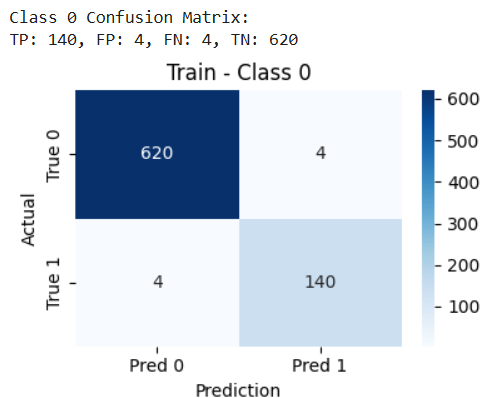 Class 0 Confusion Matrix:
TP: 140, FP: 4, FN: 4, TN: 620
Train - Class 0
True 0
620
4
600
500
400
300
200
100
Actual
True 1
4
140
Pred 0
Pred 1
Prediction